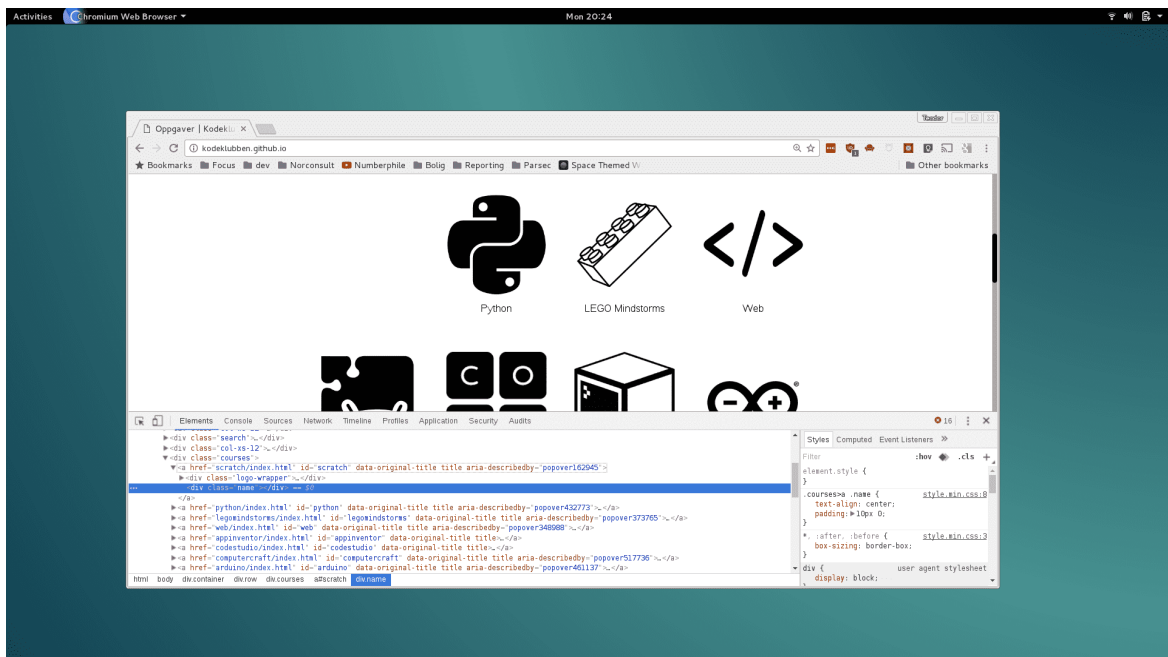 Activities Chromium Web Browser Mon 20:24
Oppgaver | Kodeklu
kodeklubben.github.io
Bookmarks Focus dev Norconsult Numberphile Bolig Reporting Parsec Space Themed W Other bookmarks
Python LEGO Mindstorms Web
C O
Elements Console Sources Network Timeline Profiles Application Security Audits 16
<div class="search">…</div>
<div class="col-xs-12">…</div>
<div class="courses">
<a href="scratch/index.html" id="scratch" data-original-title title aria-describedby="popover162945">
<div class="logo-wrapper">…</div>
<div class="name"></div> == $0
</a>
<a href="python/index.html" id="python" data-original-title title aria-describedby="popover432773">…</a>
<a href="legomindstorms/index.html" id="legomindstorms" data-original-title title aria-describedby="popover373765">…</a>
<a href="web/index.html" id="web" data-original-title title aria-describedby="popover348988">…</a>
<a href="appinventor/index.html" id="appinventor" data-original-title title>…</a>
<a href="codestudio/index.html" id="codestudio" data-original-title title>…</a>
<a href="computercraft/index.html" id="computercraft" data-original-title title aria-describedby="popover517736">…</a>
<a href="arduino/index.html" id="arduino" data-original-title title aria-describedby="popover461137">…</a>
html body div.container div.row div.courses a#scratch div.name
Styles Computed Event Listeners
Filter :hov .cls +
element.style {
}
.courses>a .name { style.min.css:8
text-align: center;
padding: 10px 0;
}
*, :after, :before { style.min.css:3
box-sizing: border-box;
}
div { user agent stylesheet
display: block;